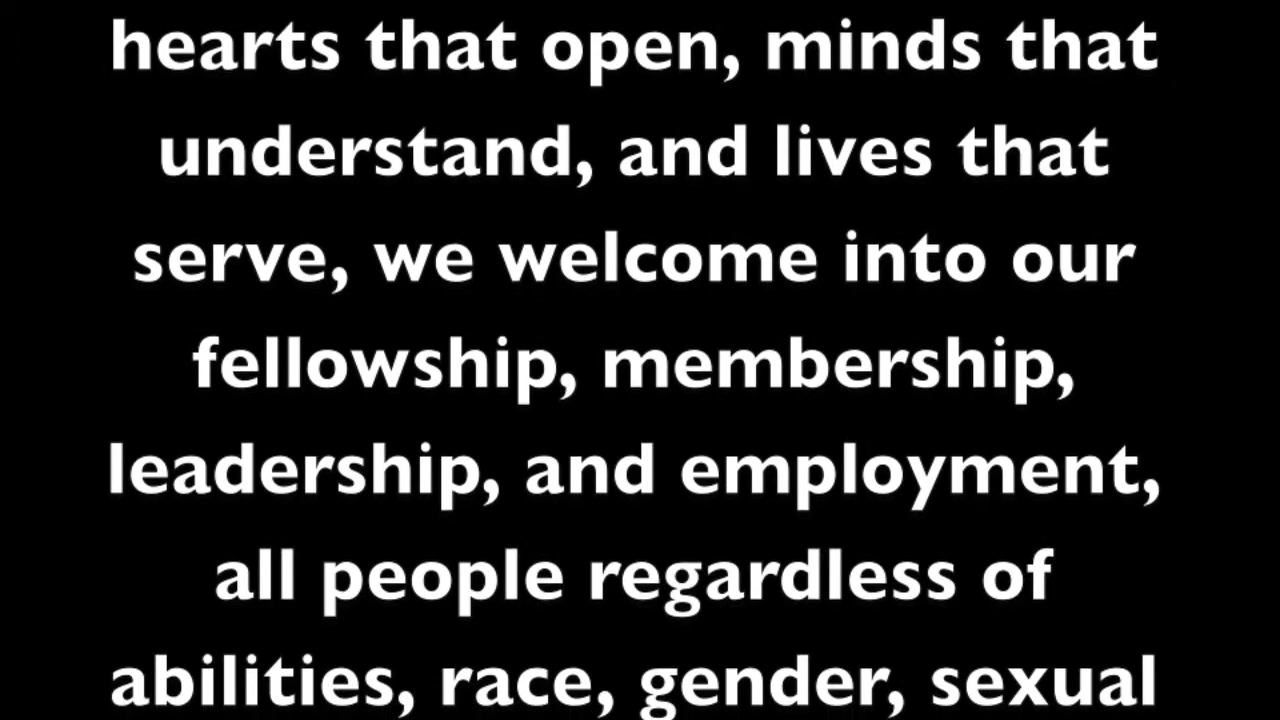 hearts that open, minds that
understand, and lives that
serve, we welcome into our
fellowship, membership,
leadership, and employment,
all people regardless of
abilities, race, gender, sexual